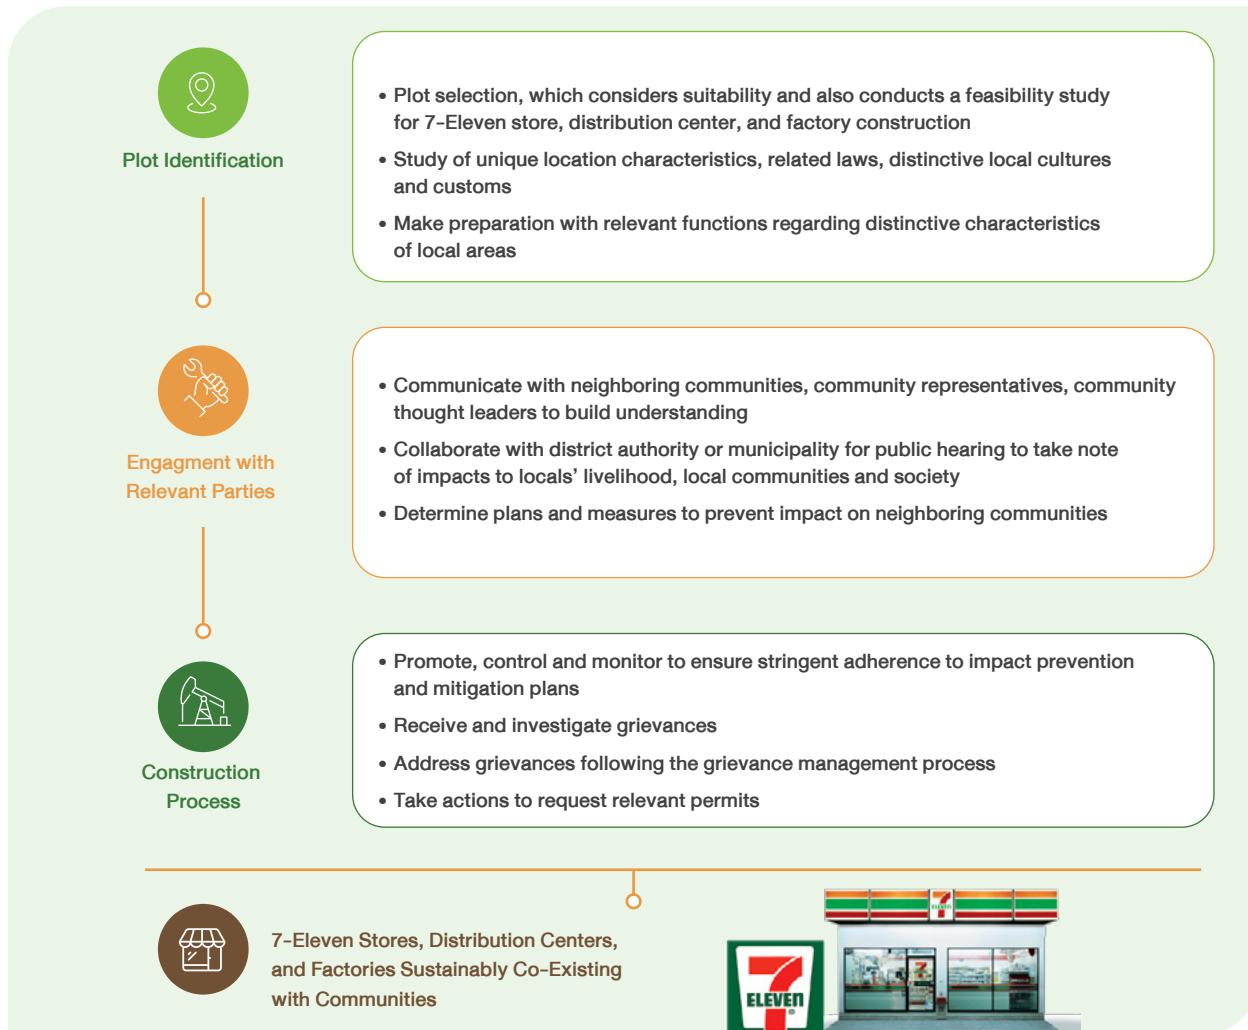 Plot Identification
• Plot selection, which considers suitability and also conducts a feasibility study
for 7-Eleven store, distribution center, and factory construction
• Study of unique location characteristics, related laws, distinctive local cultures
and customs
• Make preparation with relevant functions regarding distinctive characteristics
of local areas
Engagment with
Relevant Parties
• Communicate with neighboring communities, community representatives, community
thought leaders to build understanding
• Collaborate with district authority or municipality for public hearing to take note
of impacts to locals’ livelihood, local communities and society
• Determine plans and measures to prevent impact on neighboring communities
Construction
Process
• Promote, control and monitor to ensure stringent adherence to impact prevention
and mitigation plans
• Receive and investigate grievances
• Address grievances following the grievance management process
• Take actions to request relevant permits
7-Eleven Stores, Distribution Centers,
and Factories Sustainably Co-Existing
with Communities
7
ELEVEN
®
7
ELEVEN